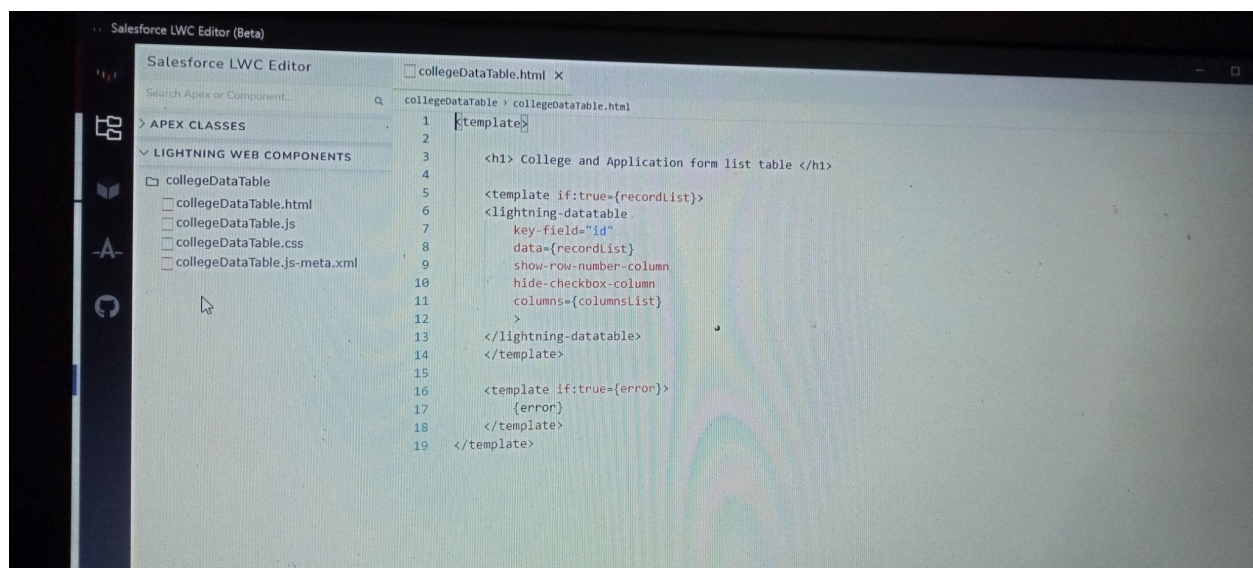 Salesforce LWC Editor (Beta)
Salesforce LWC Editor
Search Apex or Component...
> APEX CLASSES
LIGHTNING WEB COMPONENTS
collegeDataTable
collegeDataTable.html
collegeDataTable.js
collegeDataTable.css
collegeDataTable.js-meta.xml
collegeDataTable.html ×
collegeDataTable › collegeDataTable.html
1 <template>
2
3 <h1> College and Application form list table </h1>
4
5 <template if:true={recordList}>
6 <lightning-datatable
7 key-field="id"
8 data={recordList}
9 show-row-number-column
10 hide-checkbox-column
11 columns={columnsList}
12 >
13 </lightning-datatable>
14 </template>
15
16 <template if:true={error}>
17 {error}
18 </template>
19 </template>